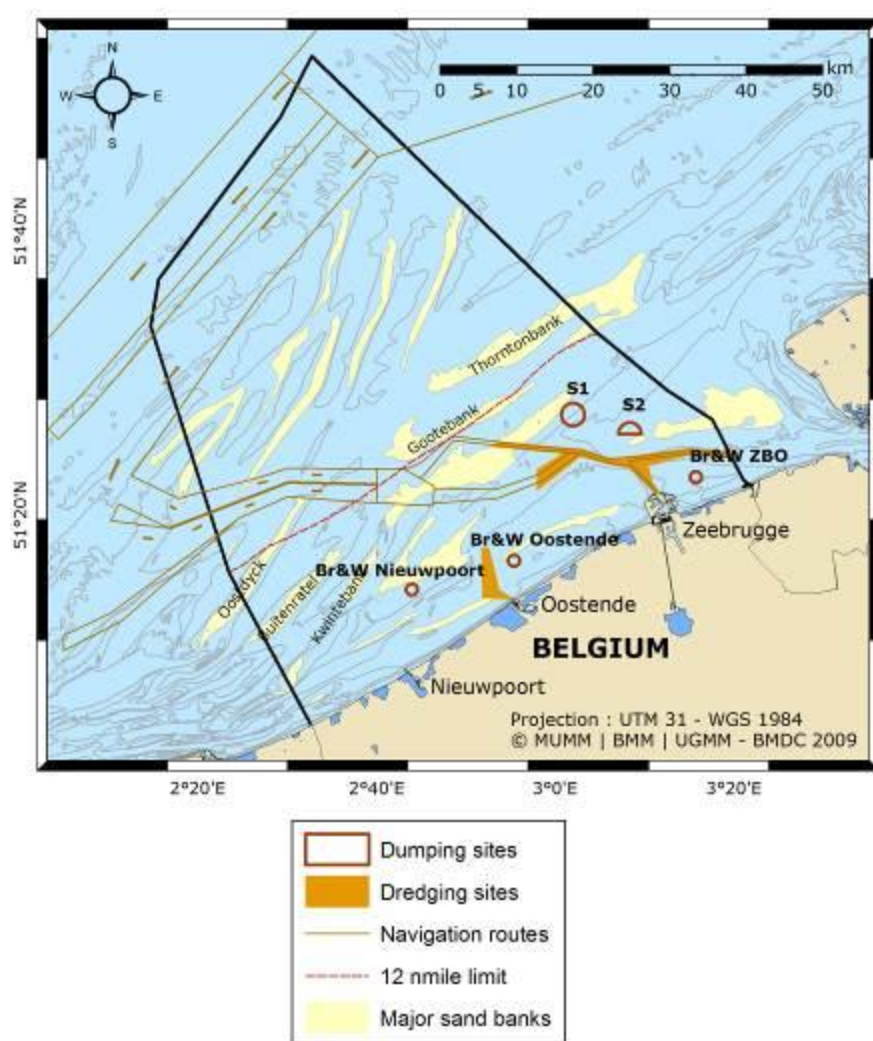 N
W E
S
km
0 5 10 20 30 40 50
51°40'N
51°20'N
Thorntonbank
Gootebank
S1
S2
Br&W ZBO
Zeebrugge
Br&W Oostende
Br&W Nieuwpoort
Oostdyck
Buitenratel
Kwintebank
Oostende
BELGIUM
Nieuwpoort
Projection : UTM 31 - WGS 1984
© MUMM | BMM | UGMM - BMDC 2009
2°20'E 2°40'E 3°0'E 3°20'E
Dumping sites
Dredging sites
Navigation routes
12 nmile limit
Major sand banks